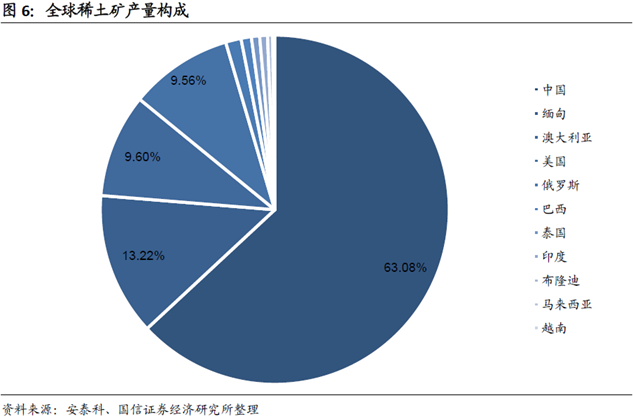 图 6：全球稀土矿产量构成
9.56%
9.60%
13.22%
63.08%
中国
缅甸
澳大利亚
美国
俄罗斯
巴西
泰国
印度
布隆迪
马来西亚
越南
资料来源：安泰科、国信证券经济研究所整理